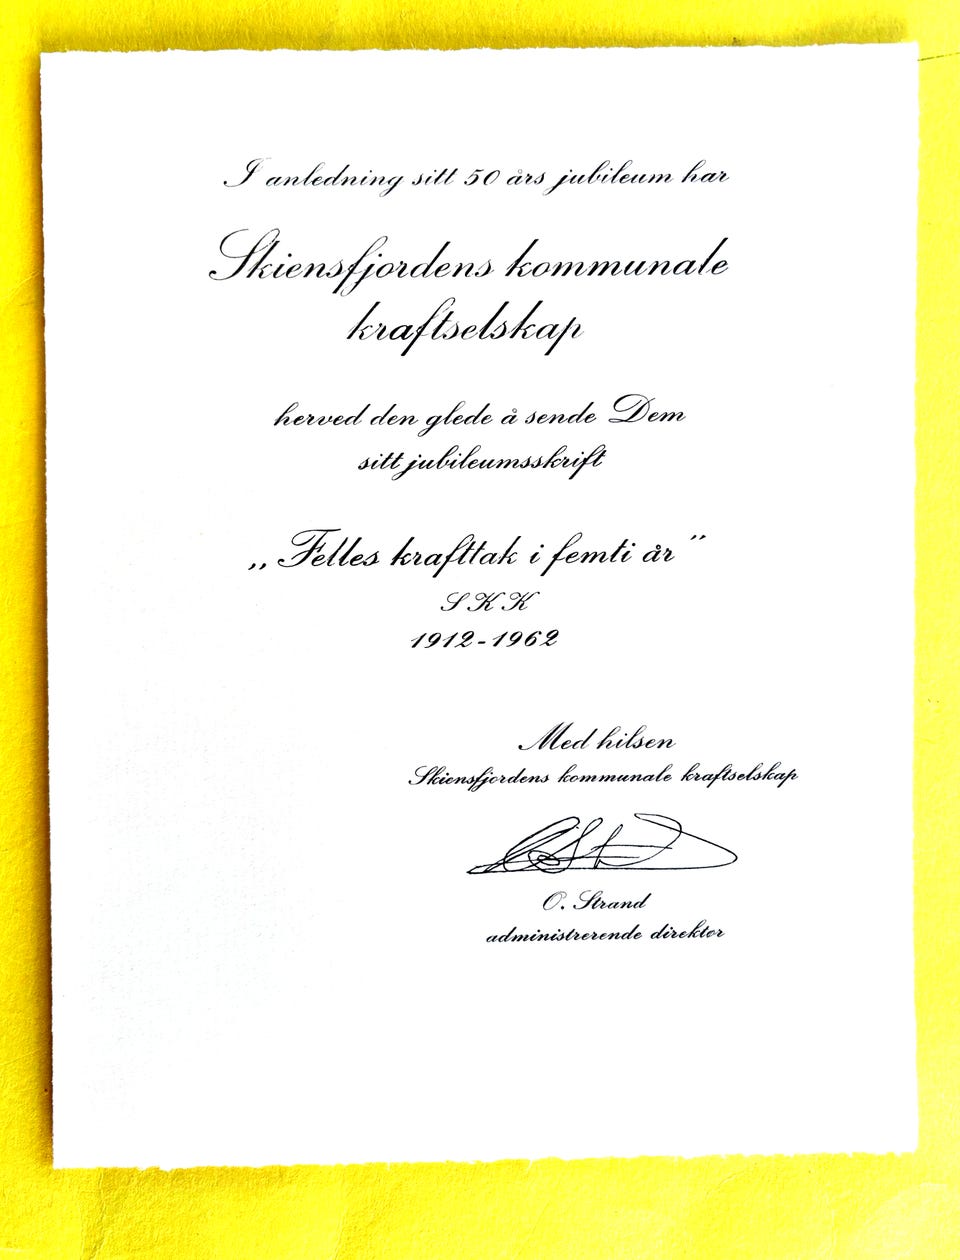 I anledning sitt 50 års jubileum har
Skiensfjordens kommunale
kraftselskap
herved den glede å sende Dem
sitt jubileumsskrift
„Felles krafttak i femti år”
SKK
1912-1962
Med hilsen
Skiensfjordens kommunale kraftselskap
O. Strand
administrerende direktør